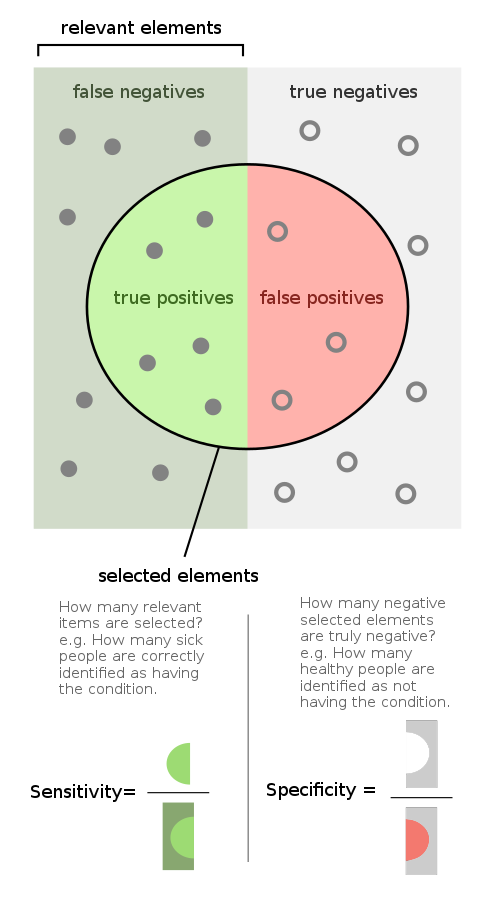 relevant elements
false negatives
true negatives
true positives
false positives
selected elements
How many relevant
items are selected?
e.g. How many sick
people are correctly
identified as having
the condition.
How many negative
selected elements
are truly negative?
e.g. How many
healthy people are
identified as not
having the condition.
Sensitivity=
Specificity =